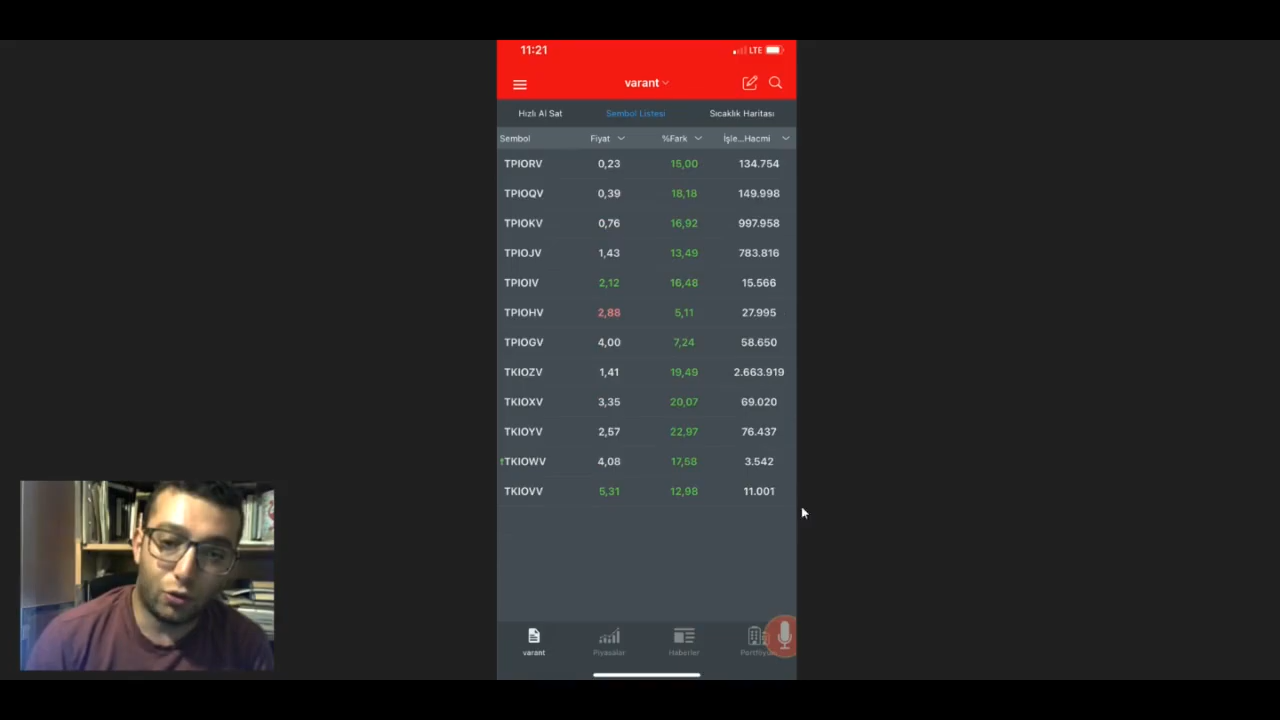 11:21 LTE
varant
Hızlı Al Sat Sembol Listesi Sıcaklık Haritası
Sembol Fiyat %Fark İşle...Hacmi
TPIORV 0,23 15,00 134.754
TPIOQV 0,39 18,18 149.998
TPIOKV 0,76 16,92 997.958
TPIOJV 1,43 13,49 783.816
TPIOIV 2,12 16,48 15.566
TPIOHV 2,88 5,11 27.995
TPIOGV 4,00 7,24 58.650
TKIOZV 1,41 19,49 2.663.919
TKIOXV 3,35 20,07 69.020
TKIOYV 2,57 22,97 76.437
↑TKIOWV 4,08 17,58 3.542
TKIOVV 5,31 12,98 11.001
varant Piyasalar Haberler